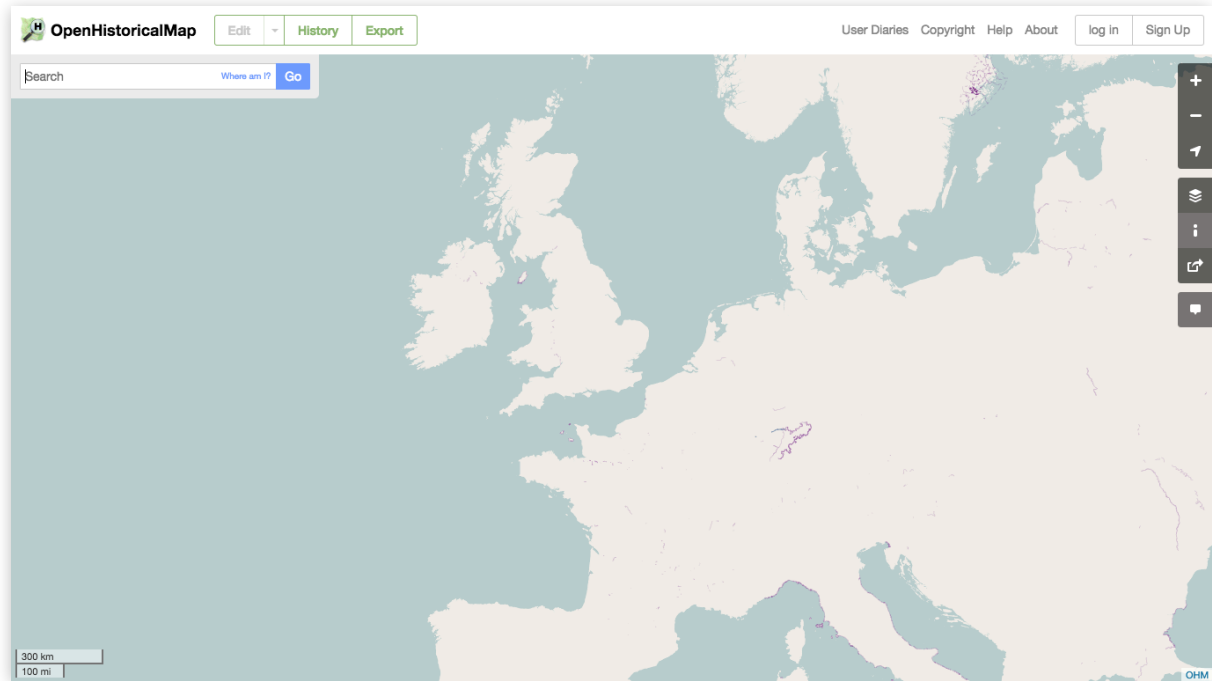 OpenHistoricalMap Edit History Export User Diaries Copyright Help About log in Sign Up
Search Where am I? Go
300 km
100 mi
OHM